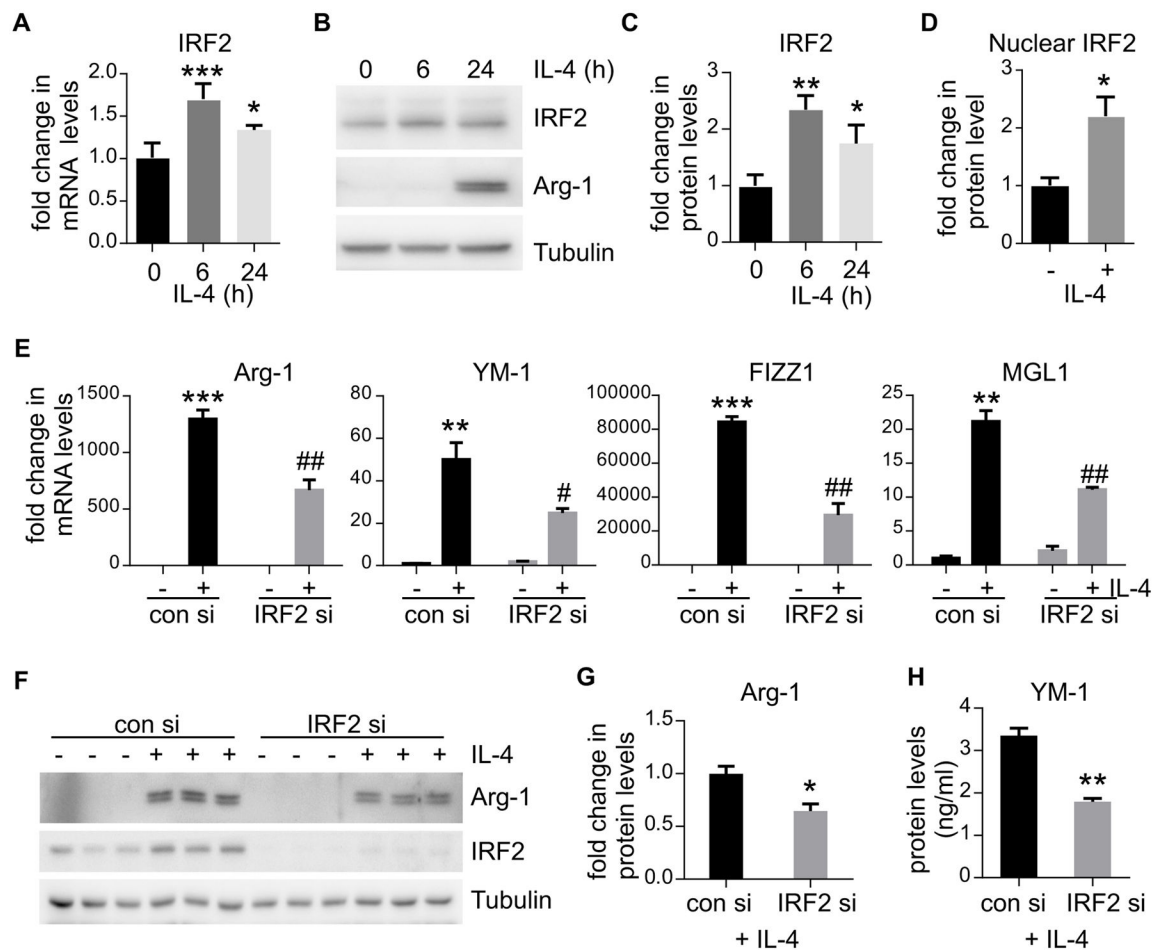 A
IRF2
fold change in
mRNA levels
2.0
1.5
1.0
0.5
0.0
***
*
0 6 24
IL-4 (h)
B
0 6 24 IL-4 (h)
IRF2
Arg-1
Tubulin
C
IRF2
fold change in
protein levels
3
2
1
0
**
*
0 6 24
IL-4 (h)
D
Nuclear IRF2
fold change in
protein level
3
2
1
0
*
- +
IL-4
E
Arg-1
fold change in
mRNA levels
1500
1000
500
0
***
##
- + - +
con si IRF2 si
YM-1
80
60
40
20
0
**
#
- + - +
con si IRF2 si
FIZZ1
100000
80000
60000
40000
20000
0
***
##
- + - +
con si IRF2 si
MGL1
25
20
15
10
5
0
**
##
- + - + IL-4
con si IRF2 si
F
con si IRF2 si
- - - + + + - - - + + + IL-4
Arg-1
IRF2
Tubulin
G
Arg-1
fold change in
protein levels
1.5
1.0
0.5
0.0
*
con si IRF2 si
+ IL-4
H
YM-1
protein levels
(ng/ml)
4
3
2
1
0
**
con si IRF2 si
+ IL-4